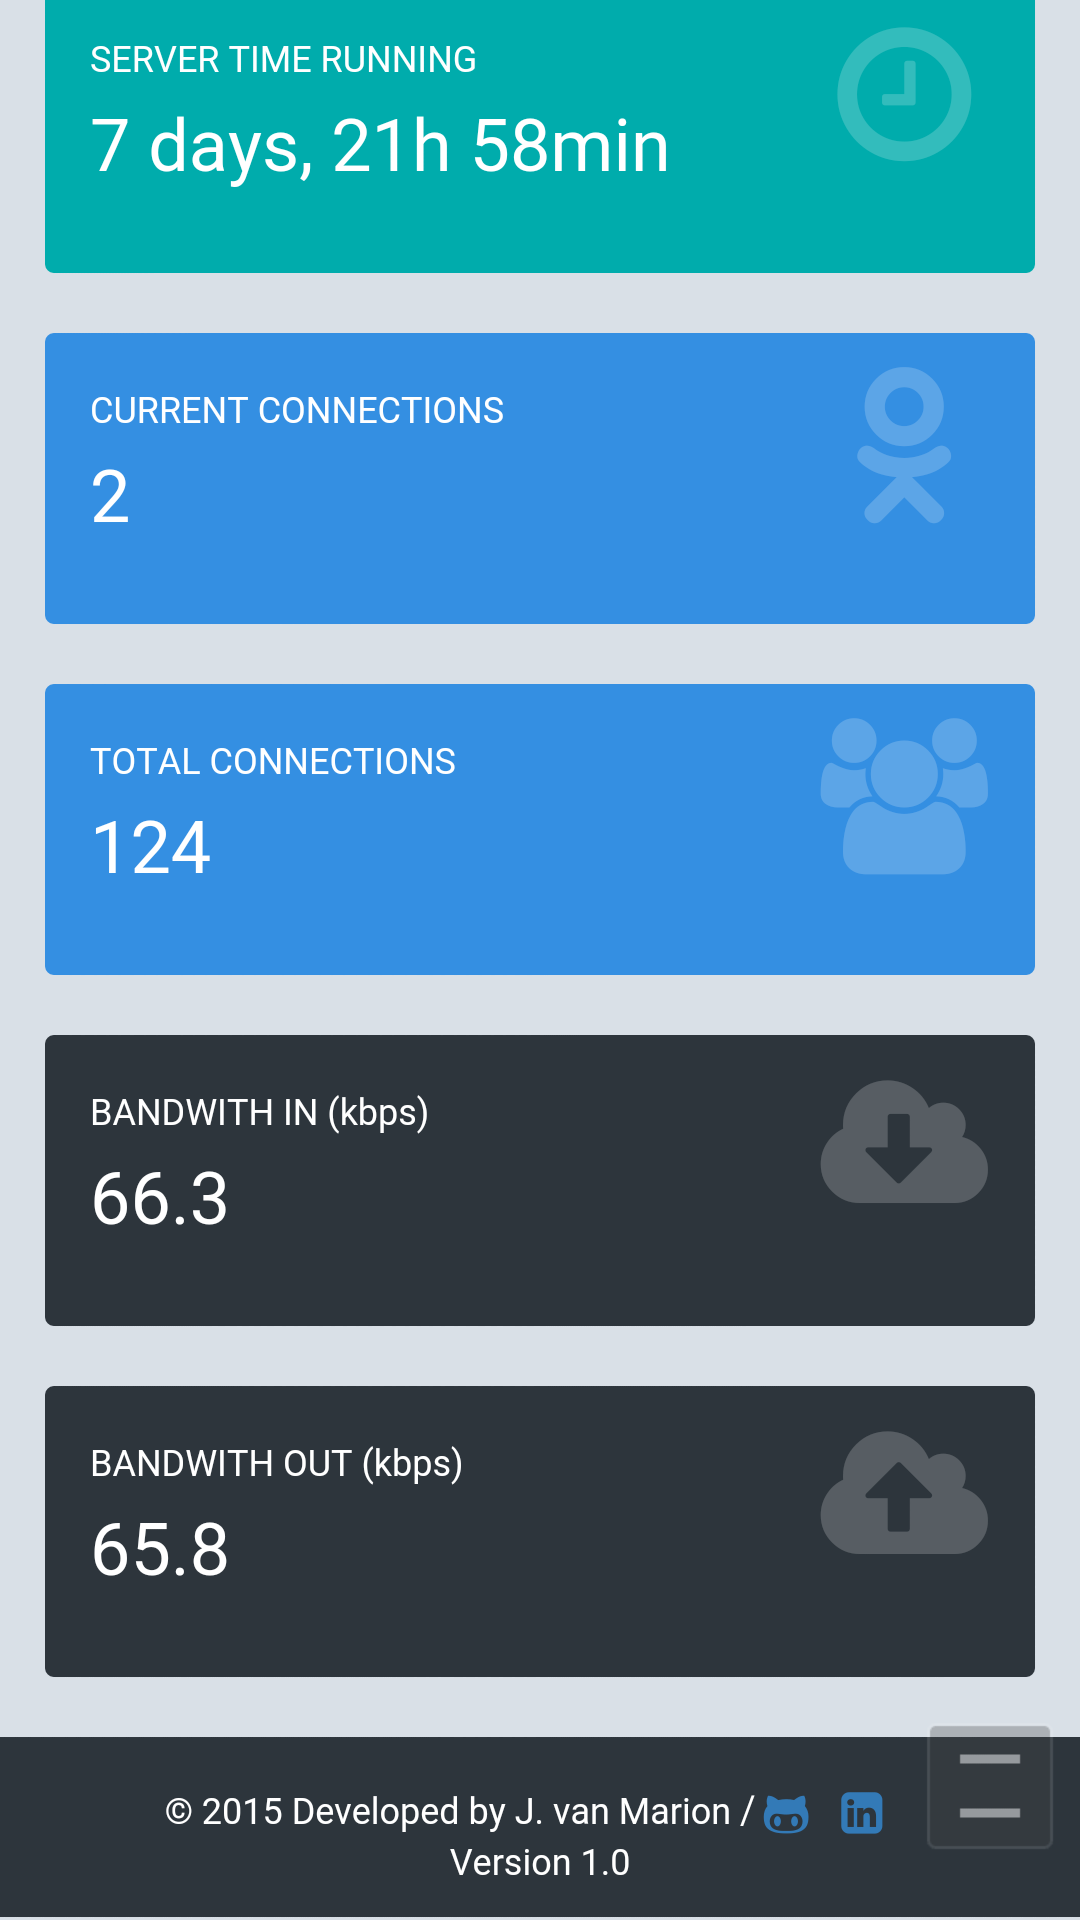 SERVER TIME RUNNING
7 days, 21h 58min
CURRENT CONNECTIONS
2
TOTAL CONNECTIONS
124
BANDWITH IN (kbps)
66.3
BANDWITH OUT (kbps)
65.8
© 2015 Developed by J. van Marion / in
Version 1.0